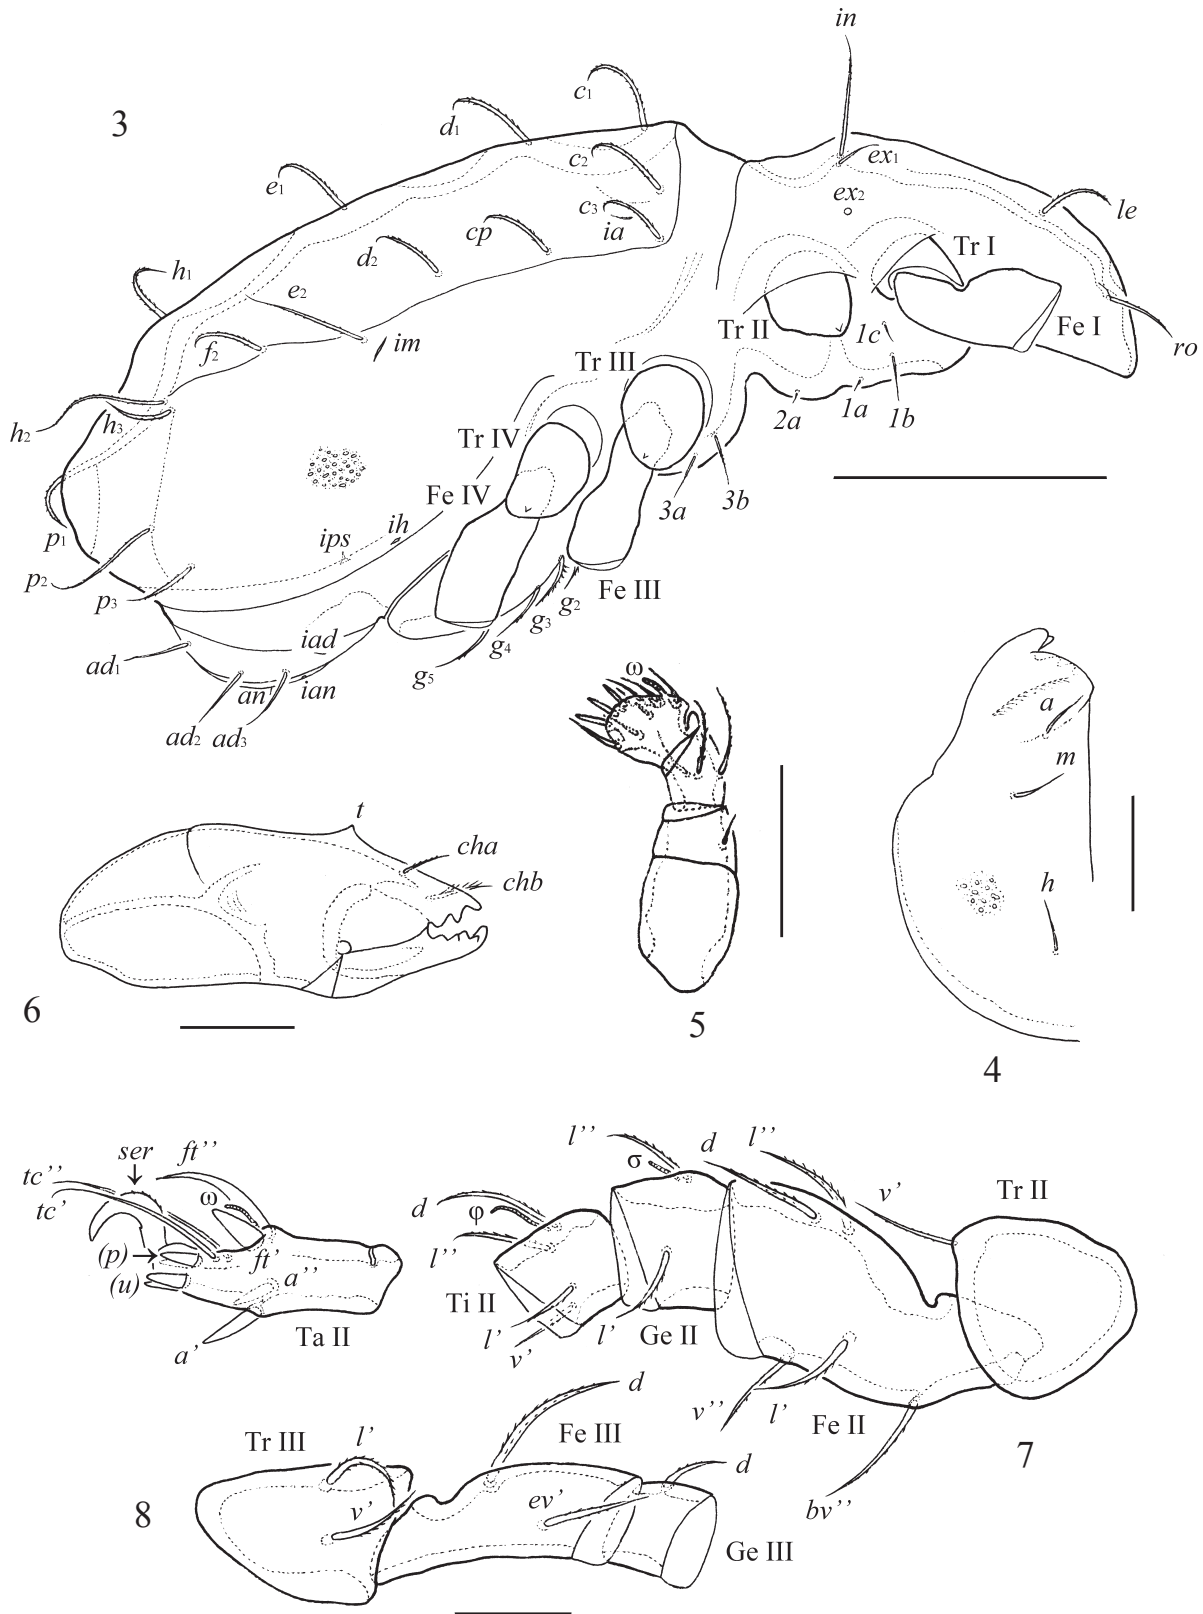 3
in
c1
d1
c2
ex1
e1
c3
ex2
le
ia
cp
d2
Tr I
h1
e2
Tr II
Fe I
f2
im
1c
ro
Tr III
h2
h3
Tr IV
2a
1a
1b
Fe IV
3a
3b
p1
ips
ih
p2
p3
Fe III
g2
g3
iad
g4
ad1
an
ian
g5
ad2
ad3
ω
a
m
t
cha
chb
h
6
5
4
ser
ft’’
tc’’
tc’
ω
(p)
ft’
(u)
a’’
Ta II
a’
l’’
d
l’’
σ
v’
Tr II
d
φ
l’’
Ti II
l’
v’
l’
Ge II
v’’
l’
Fe II
7
bv’’
d
Tr III
l’
Fe III
d
8
v’
ev’
Ge III